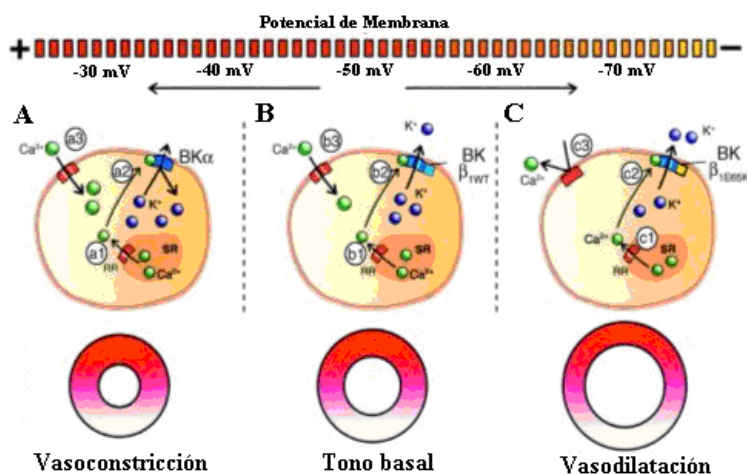 Potencial de Membrana
+ −
-30 mV -40 mV -50 mV -60 mV -70 mV
A B C
Ca²⁺ a3 a2 BKα
K⁺
a1 RR SR Ca²⁺
Ca²⁺ b3 K⁺ b2 BK
β1WT
K⁺
b1 RR SR Ca²⁺
c3 Ca²⁺ K⁺ c2 BK
β1E65K
K⁺
Ca²⁺ c1 RR SR
Vasoconstricción Tono basal Vasodilatación